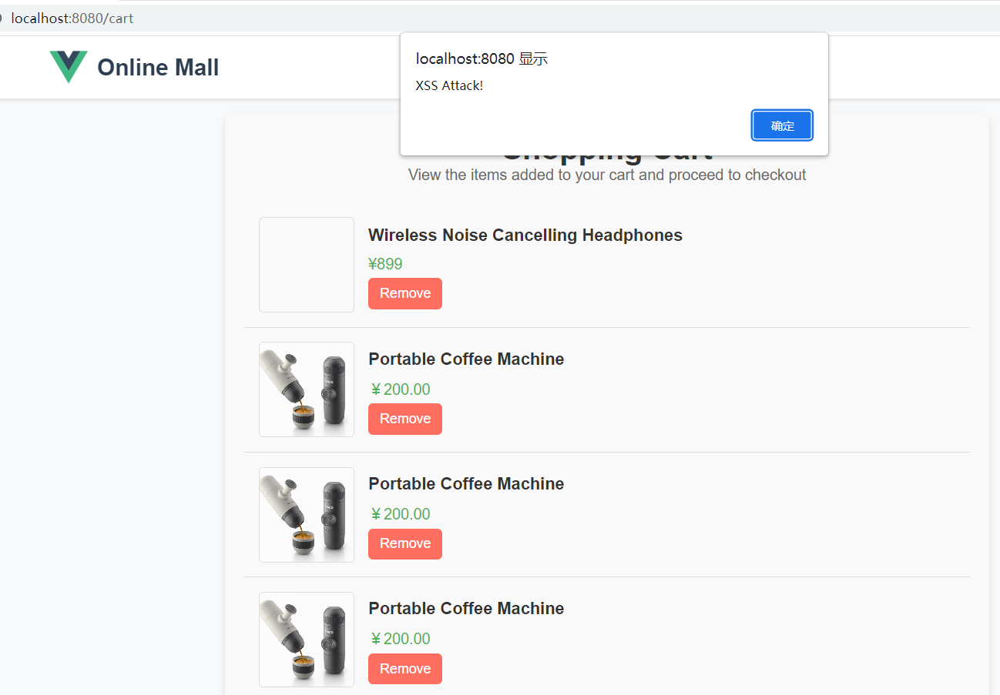 localhost:8080/cart
Online Mall
localhost:8080 显示
XSS Attack!
确定
Shopping Cart
View the items added to your cart and proceed to checkout
Wireless Noise Cancelling Headphones
¥899
Remove
Portable Coffee Machine
￥200.00
Remove
Portable Coffee Machine
￥200.00
Remove
Portable Coffee Machine
￥200.00
Remove